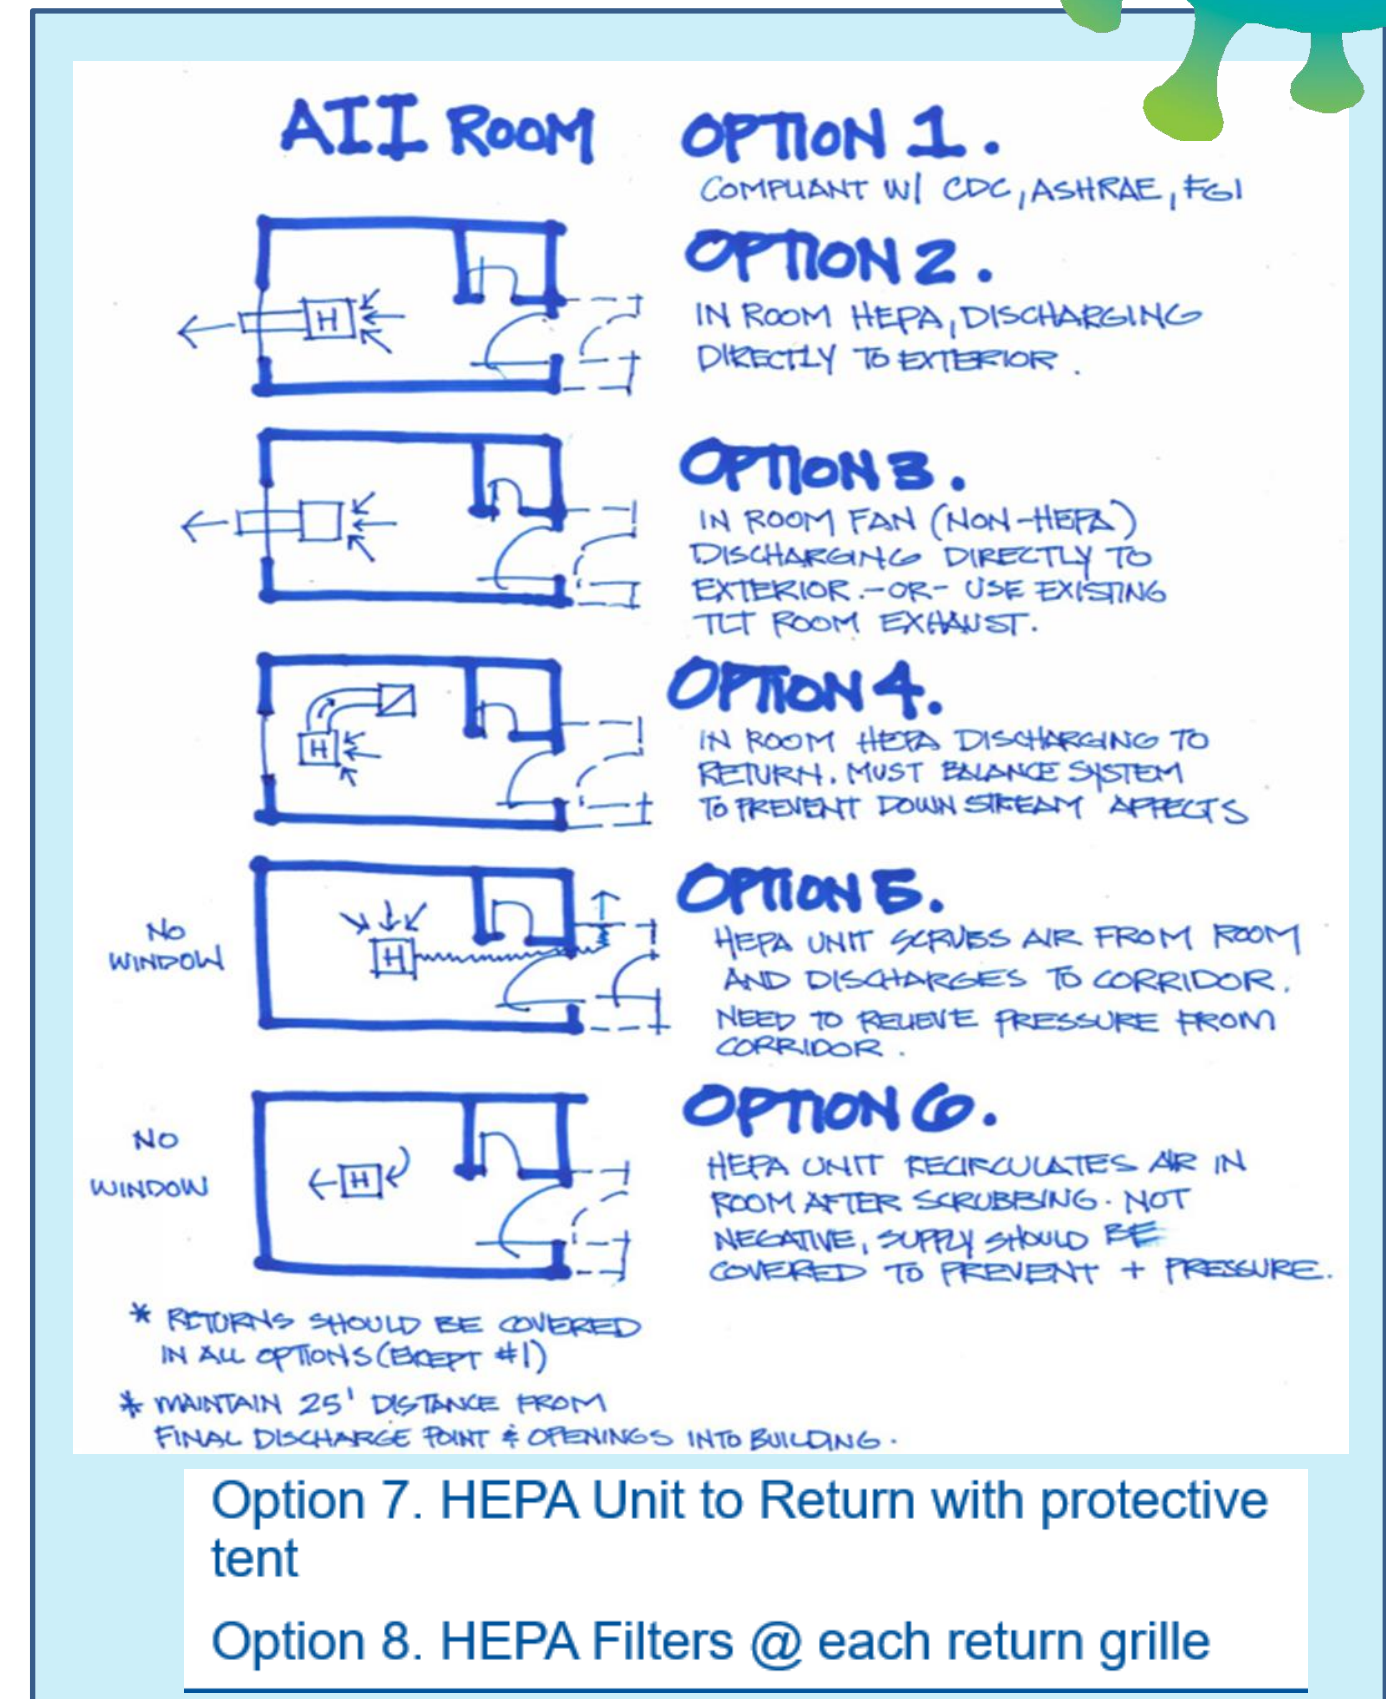 AII ROOM
OPTION 1.
COMPLIANT W/ CDC, ASHRAE, FGI
OPTION 2.
IN ROOM HEPA, DISCHARGING
DIRECTLY TO EXTERIOR.
H
OPTION 3.
IN ROOM FAN (NON-HEPA)
DISCHARGING DIRECTLY TO
EXTERIOR. -OR- USE EXISTING
TLT ROOM EXHAUST.
OPTION 4.
IN ROOM HEPA DISCHARGING TO
RETURN. MUST BALANCE SYSTEM
TO PREVENT DOWN STREAM AFFECTS
H
OPTION 5.
HEPA UNIT SCRUBS AIR FROM ROOM
AND DISCHARGES TO CORRIDOR.
NEED TO RELIEVE PRESSURE FROM
CORRIDOR.
NO
WINDOW
H
OPTION 6.
HEPA UNIT RECIRCULATES AIR IN
ROOM AFTER SCRUBBING. NOT
NEGATIVE, SUPPLY SHOULD BE
COVERED TO PREVENT + PRESSURE.
NO
WINDOW
H
* RETURNS SHOULD BE COVERED
IN ALL OPTIONS (EXCEPT #1)
* MAINTAIN 25' DISTANCE FROM
FINAL DISCHARGE POINT & OPENINGS INTO BUILDING.
Option 7. HEPA Unit to Return with protective
tent
Option 8. HEPA Filters @ each return grille